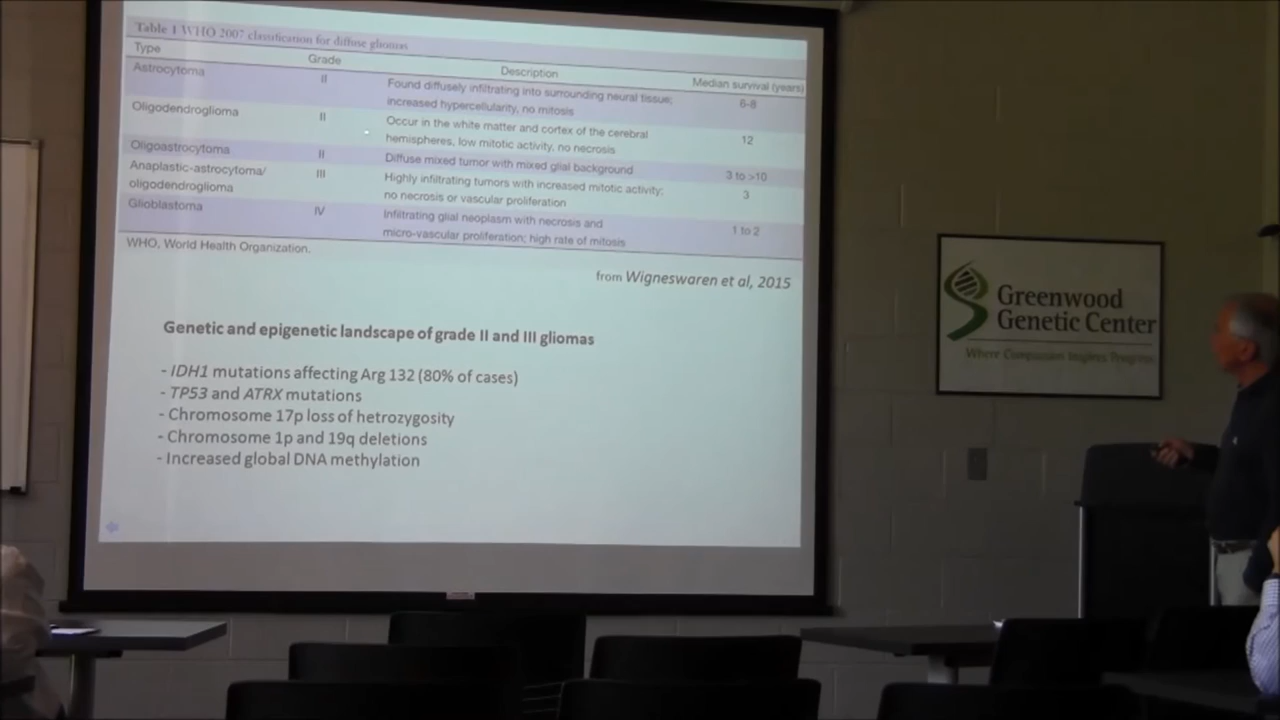 Table 1 WHO 2007 classification for diffuse gliomas
Type Grade Description Median survival (years)
Astrocytoma II Found diffusely infiltrating into surrounding neural tissue; 6-8
increased hypercellularity, no mitosis
Oligodendroglioma II Occur in the white matter and cortex of the cerebral 12
hemispheres, low mitotic activity, no necrosis
Oligoastrocytoma II Diffuse mixed tumor with mixed glial background 3 to >10
Anaplastic-astrocytoma/ III Highly infiltrating tumors with increased mitotic activity; 3
oligodendroglioma no necrosis or vascular proliferation
Glioblastoma IV Infiltrating glial neoplasm with necrosis and 1 to 2
micro-vascular proliferation; high rate of mitosis
WHO, World Health Organization.
from Wigneswaren et al, 2015
Genetic and epigenetic landscape of grade II and III gliomas
- IDH1 mutations affecting Arg 132 (80% of cases)
- TP53 and ATRX mutations
- Chromosome 17p loss of hetrozygosity
- Chromosome 1p and 19q deletions
- Increased global DNA methylation
Greenwood
Genetic Center
Where Compassion Inspires Progress